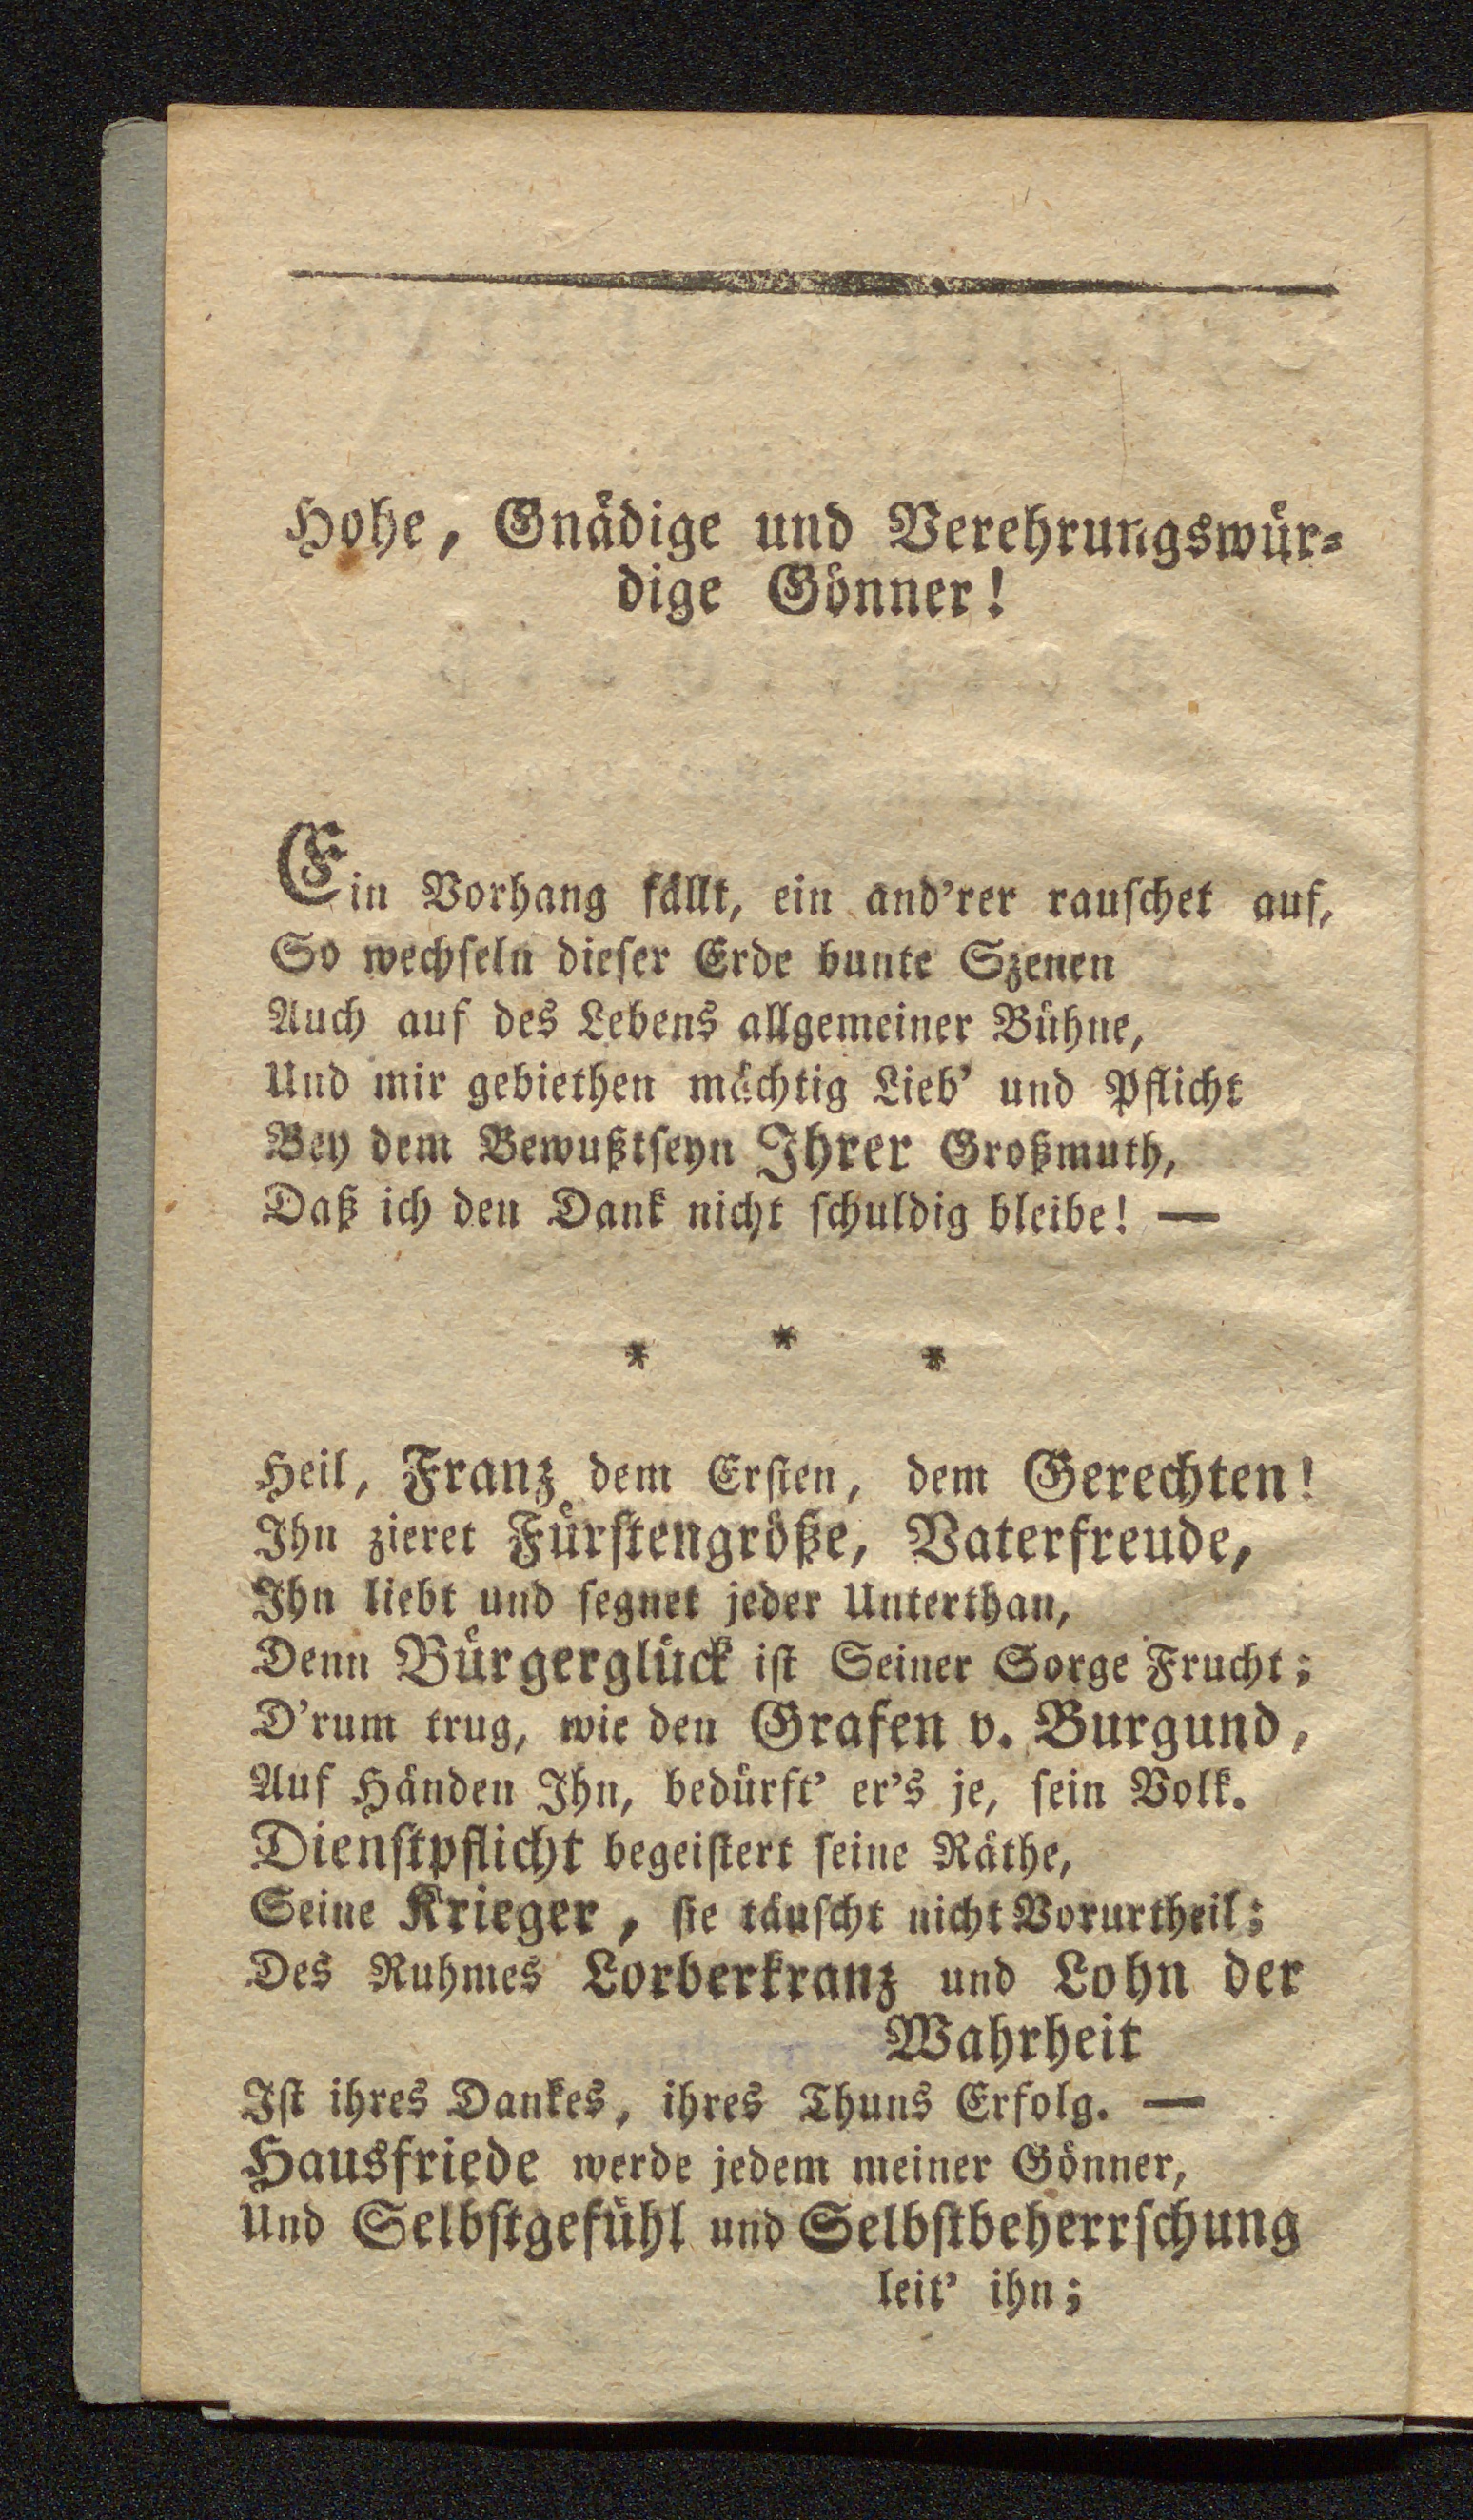 Hohe, Gnädige und Verehrungswür-
dige Gönner!
Ein Vorhang fällt, ein and'rer rauschet auf,
So wechseln dieser Erde bunte Szenen
Auch auf des Lebens allgemeiner Bühne,
Und mir gebiethen mächtig Lieb' und Pflicht
Bey dem Bewußtseyn Ihrer Großmuth,
Daß ich den Dank nicht schuldig bleibe! —
* * *
Heil, Franz dem Ersten, dem Gerechten!
Ihn zieret Fürstengröße, Vaterfreude,
Ihn liebt und segnet jeder Unterthan,
Denn Bürgerglück ist Seiner Sorge Frucht;
D'rum trug, wie den Grafen v. Burgund,
Auf Händen Ihn, bedürft' er's je, sein Volk.
Dienstpflicht begeistert seine Räthe,
Seine Krieger, sie täuscht nicht Vorurtheil;
Des Ruhmes Lorberkranz und Lohn der
Wahrheit
Ist ihres Dankes, ihres Thuns Erfolg. —
Hausfriede werde jedem meiner Gönner,
Und Selbstgefühl und Selbstbeherrschung
leit' ihn;